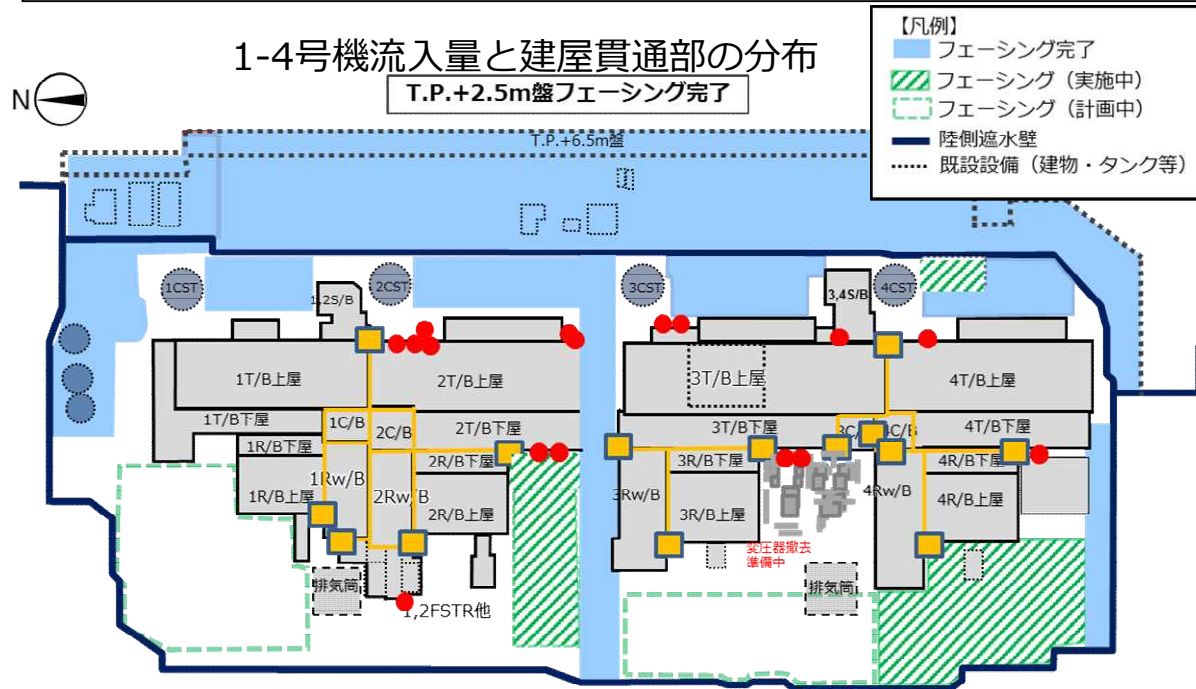 1-4号機流入量と建屋貫通部の分布
T.P.+2.5m盤フェーシング完了
【凡例】
フェーシング完了
フェーシング（実施中）
フェーシング（計画中）
陸側遮水壁
既設設備（建物・タンク等）
N
T.P.+6.5m盤
1CST
1,2S/B
2CST
3CST
3,4S/B
4CST
1T/B上屋
2T/B上屋
3T/B上屋
4T/B上屋
1T/B下屋
1C/B
2C/B
2T/B下屋
3T/B下屋
4C/B
4T/B下屋
1R/B下屋
2R/B下屋
3R/B下屋
4R/B下屋
1R/B上屋
1Rw/B
2Rw/B
2R/B上屋
3Rw/B
3R/B上屋
4Rw/B
4R/B上屋
変圧器撤去
準備中
排気筒
排気筒
1,2FSTR他